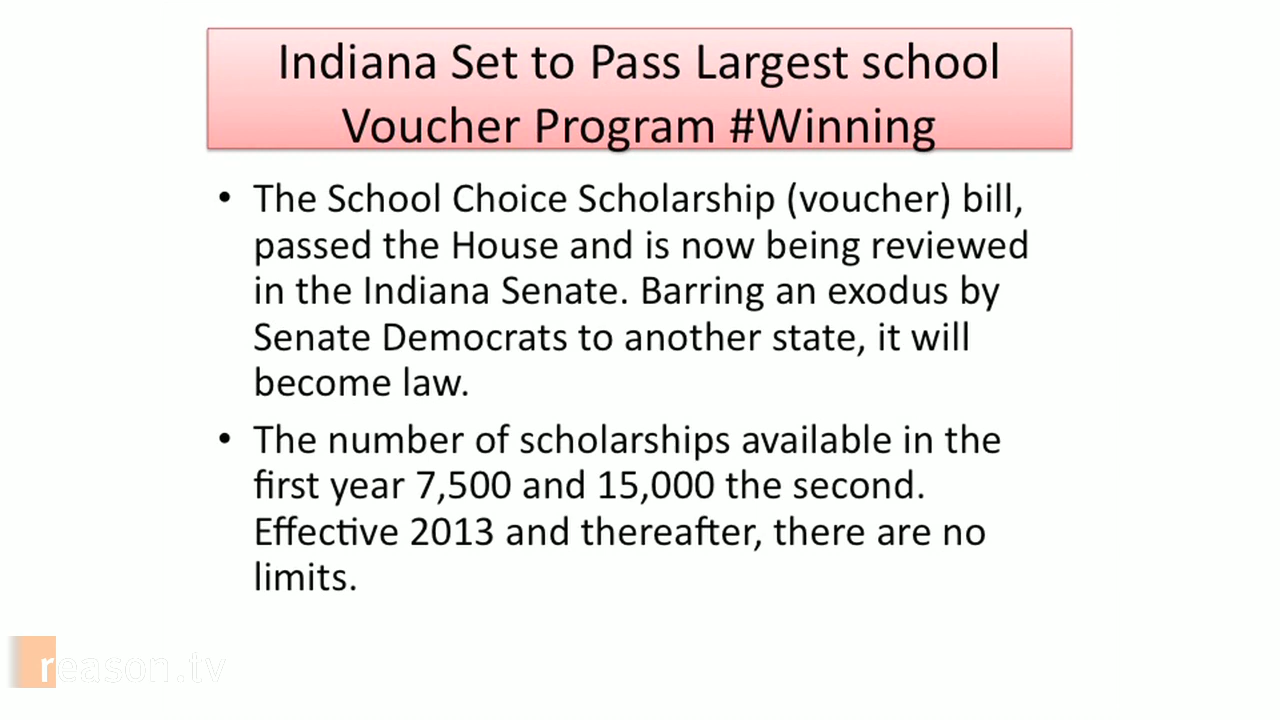 Indiana Set to Pass Largest school
Voucher Program #Winning
• The School Choice Scholarship (voucher) bill,
passed the House and is now being reviewed
in the Indiana Senate. Barring an exodus by
Senate Democrats to another state, it will
become law.
• The number of scholarships available in the
first year 7,500 and 15,000 the second.
Effective 2013 and thereafter, there are no
limits.
reason.tv